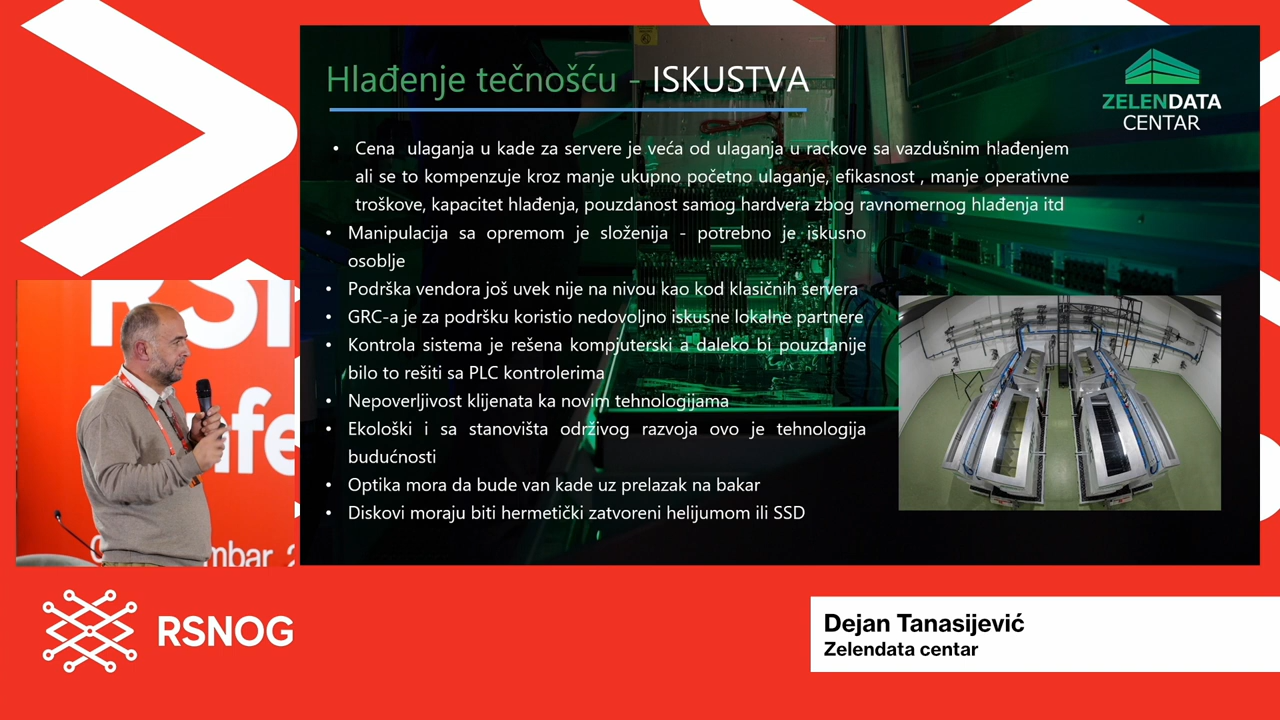 Hlađenje tečnošću - ISKUSTVA
ZELENDATA
CENTAR
• Cena ulaganja u kade za servere je veća od ulaganja u rackove sa vazdušnim hlađenjem
ali se to kompenzuje kroz manje ukupno početno ulaganje, efikasnost , manje operativne
troškove, kapacitet hlađenja, pouzdanost samog hardvera zbog ravnomernog hlađenja itd
• Manipulacija sa opremom je složenija - potrebno je iskusno
osoblje
• Podrška vendora još uvek nije na nivou kao kod klasičnih servera
• GRC-a je za podršku koristio nedovoljno iskusne lokalne partnere
• Kontrola sistema je rešena kompjuterski a daleko bi pouzdanije
bilo to rešiti sa PLC kontrolerima
• Nepoverljivost klijenata ka novim tehnologijama
• Ekološki i sa stanovišta održivog razvoja ovo je tehnologija
budućnosti
• Optika mora da bude van kade uz prelazak na bakar
• Diskovi moraju biti hermetički zatvoreni helijumom ili SSD
RSNOG
Dejan Tanasijević
Zelendata centar